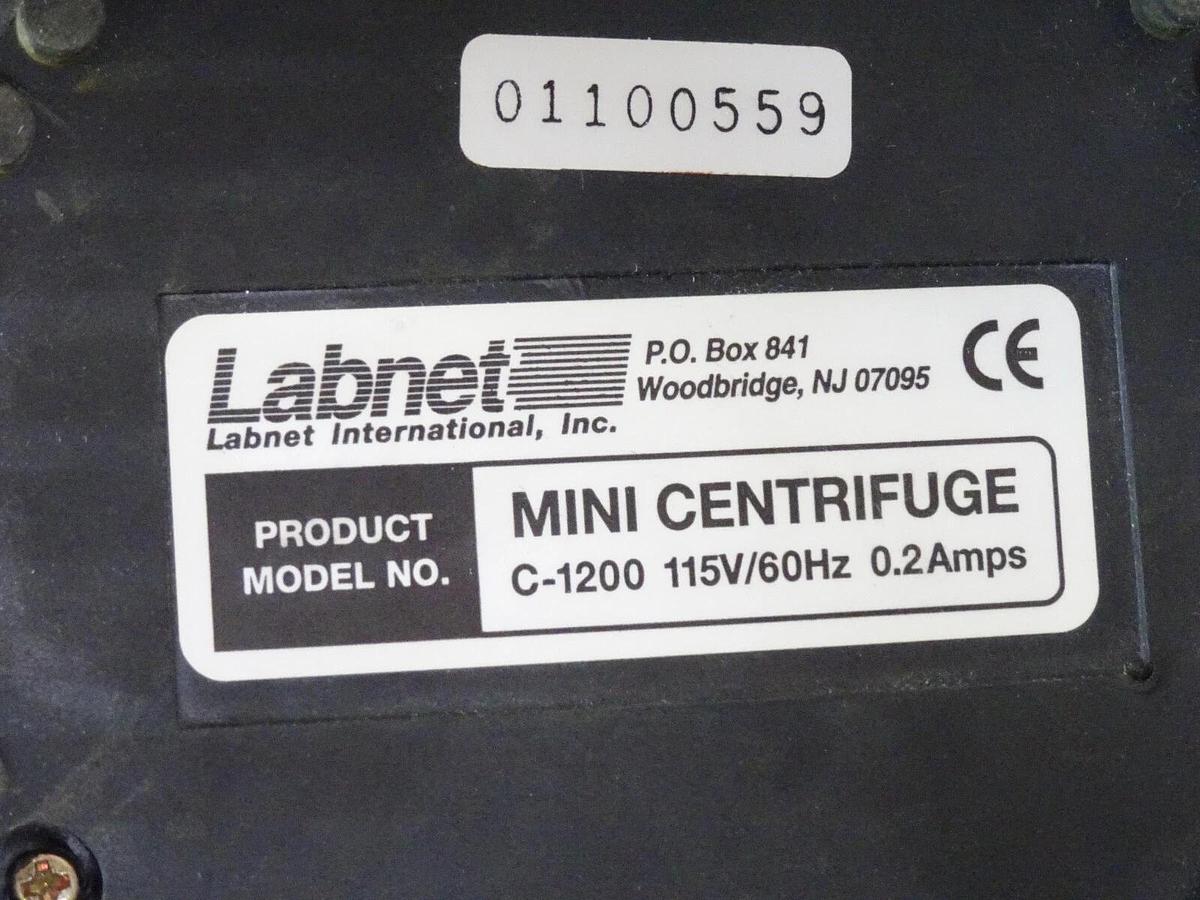 01100559
Labnet
Labnet International, Inc.
P.O. Box 841
Woodbridge, NJ 07095
CE
PRODUCT
MODEL NO.
MINI CENTRIFUGE
C-1200 115V/60Hz 0.2Amps